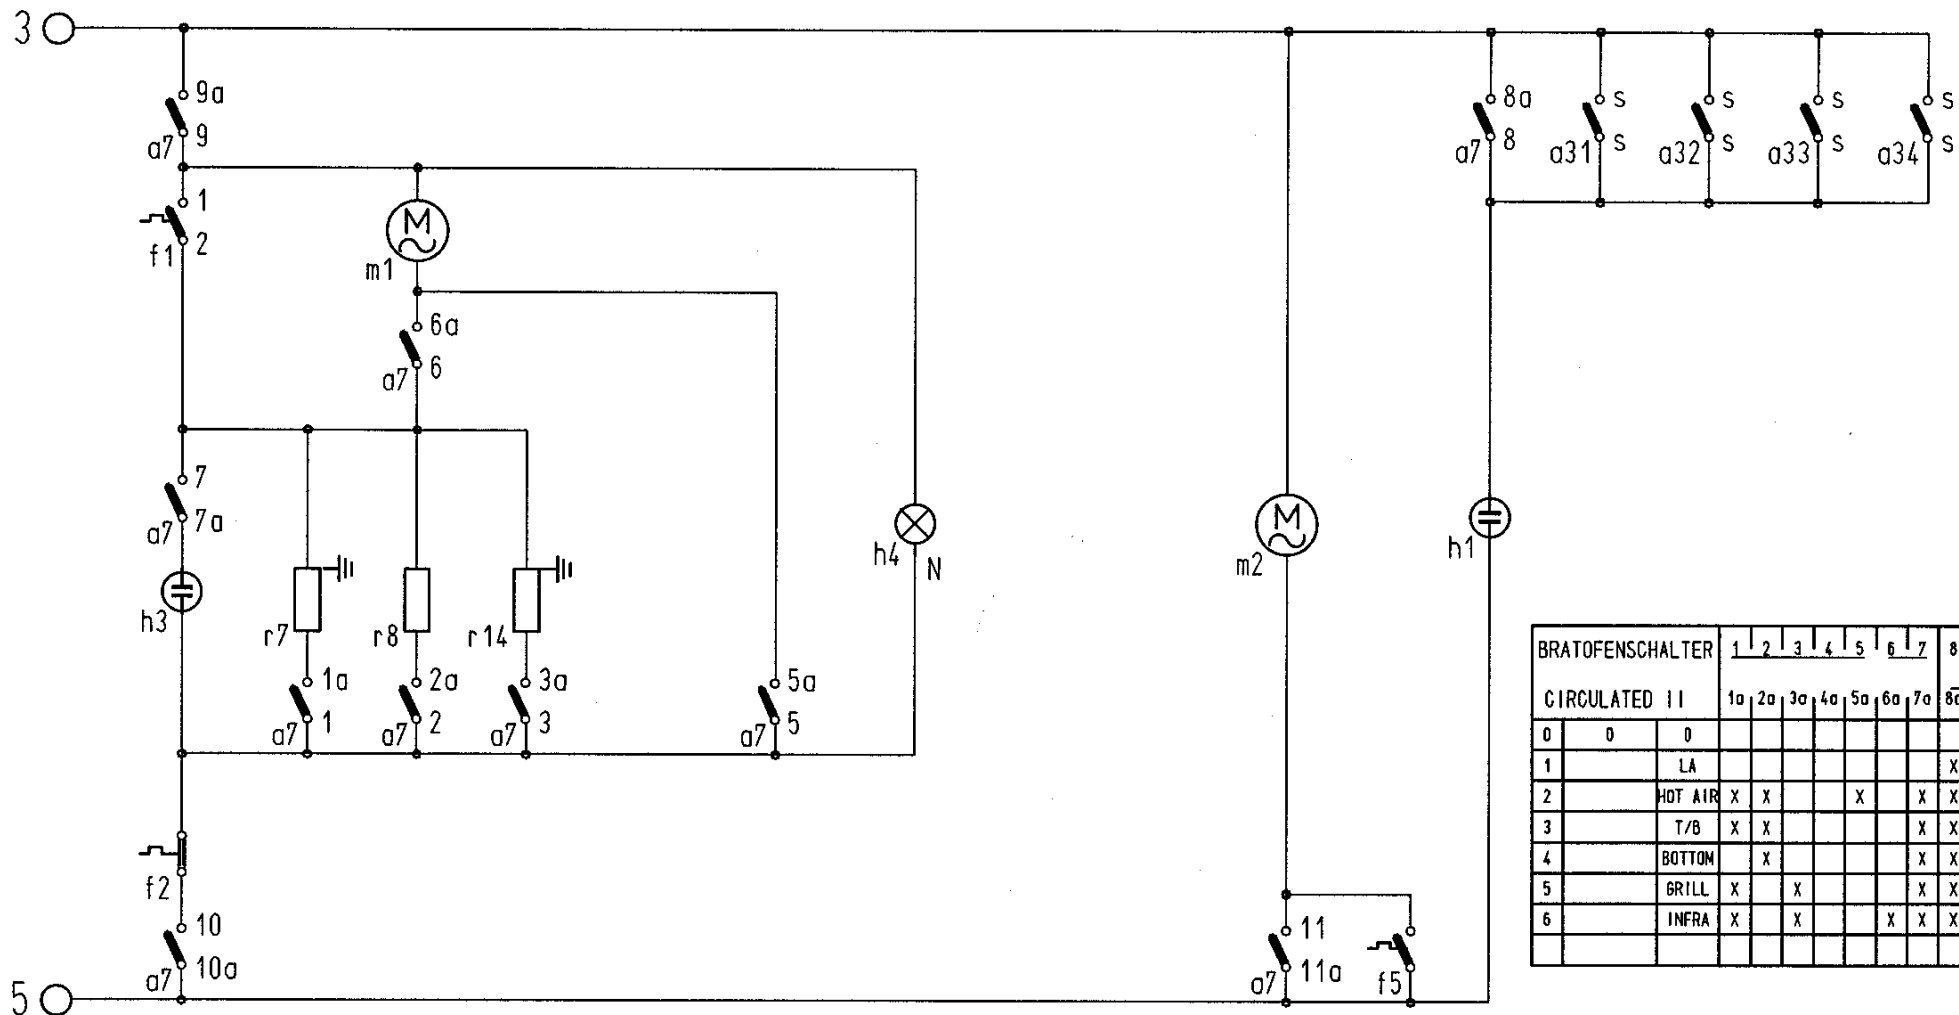 3
9a
9
a7
8a
8
a7
S
S
a31
S
S
a32
S
S
a33
S
S
a34
1
2
f1
M
m1
6a
6
a7
7
7a
a7
h3
r7
r8
r14
h4
N
M
m2
h1
1a
1
a7
2a
2
a7
3a
3
a7
5a
5
a7
f2
10
10a
a7
11
11a
a7
f5
5
BRATOFENSCHALTER 1 2 3 4 5 6 7 8
CIRCULATED II 1a 2a 3a 4a 5a 6a 7a 8a
0 0 0
1 LA X
2 HOT AIR X X X X X
3 T/B X X X X
4 BOTTOM X X X
5 GRILL X X X X
6 INFRA X X X X X